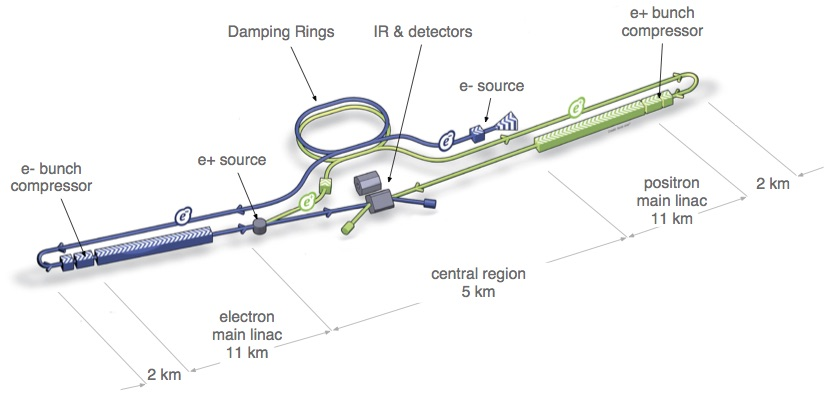 e+ bunch
compressor
Damping Rings
IR & detectors
e- source
e-
e+
e+ source
e- bunch
compressor
e-
e+
positron
main linac
11 km
2 km
central region
5 km
electron
main linac
11 km
2 km